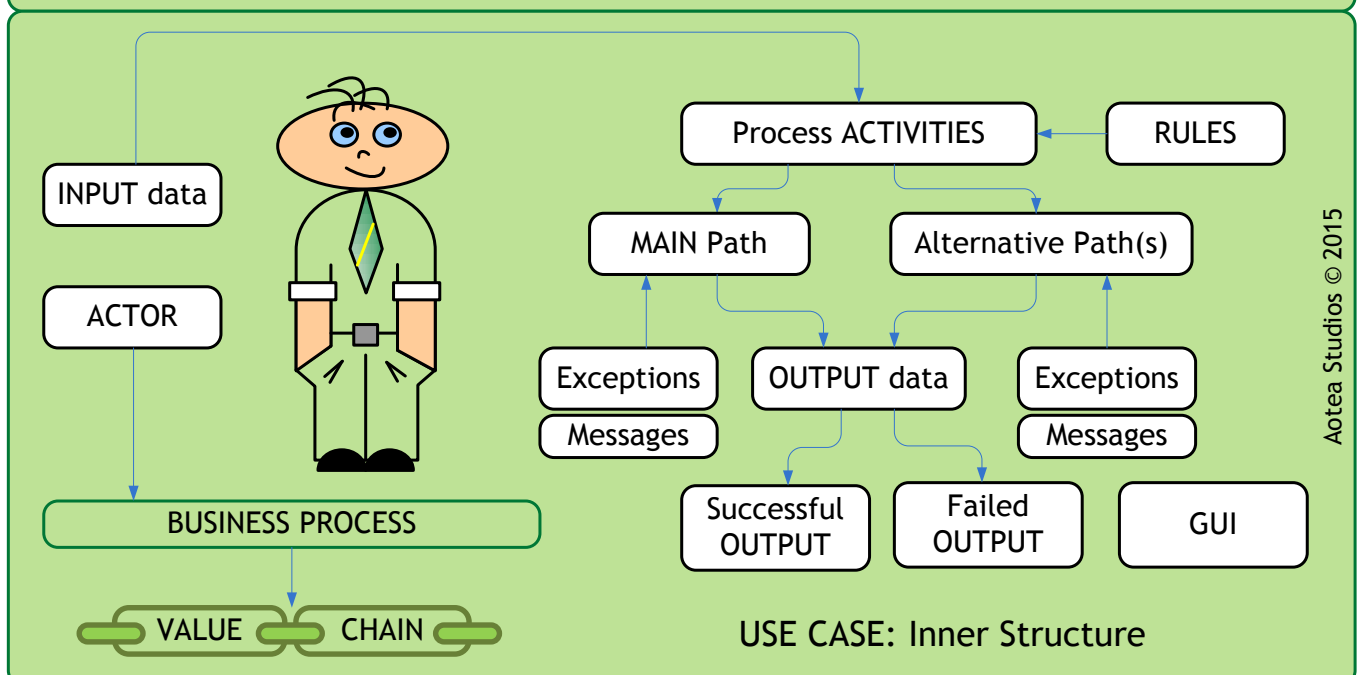 Process ACTIVITIES
RULES
INPUT data
MAIN Path
Alternative Path(s)
ACTOR
Exceptions
OUTPUT data
Exceptions
Messages
Messages
Successful
OUTPUT
Failed
OUTPUT
GUI
BUSINESS PROCESS
VALUE
CHAIN
USE CASE: Inner Structure
Aotea Studios © 2015